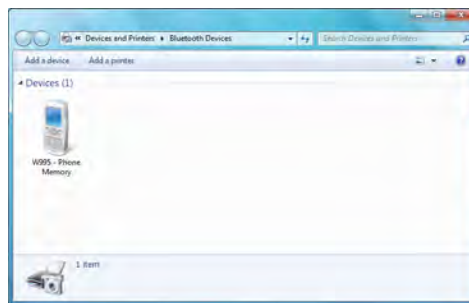 « Devices and Printers ▸ Bluetooth Devices
Search Devices and Printers
Add a device Add a printer
Devices (1)
W995 - Phone
Memory
1 item